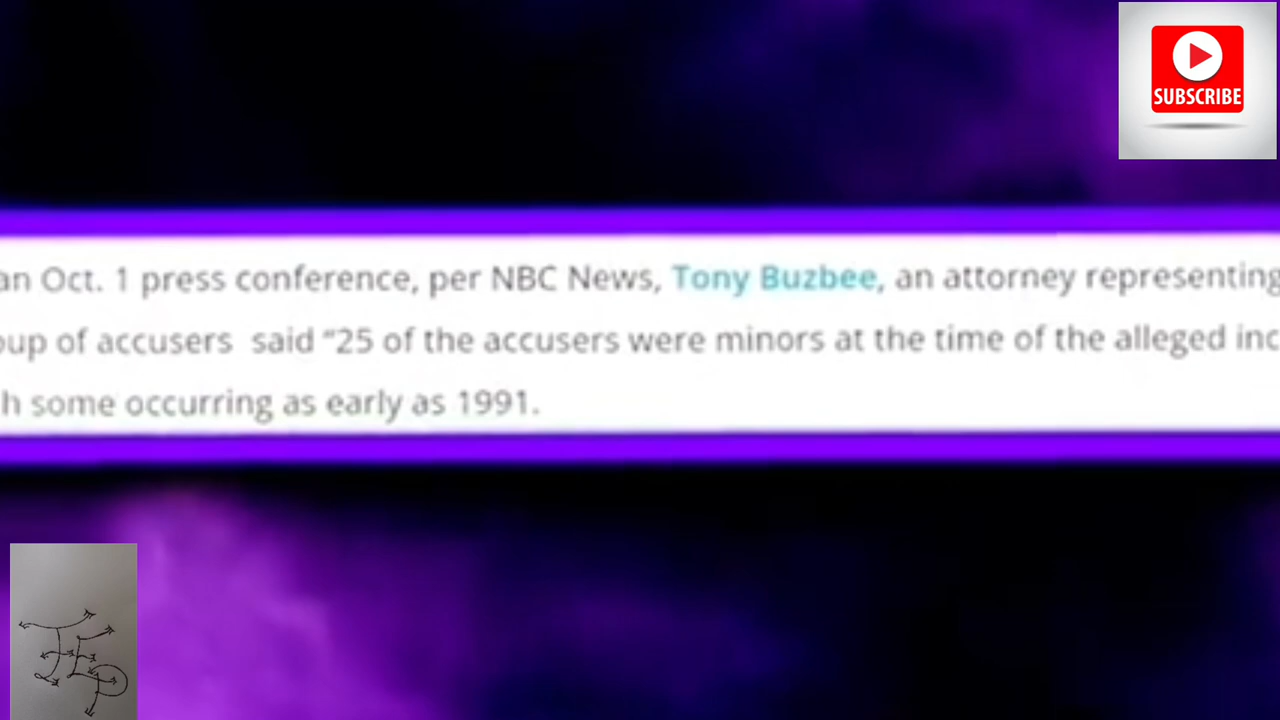 SUBSCRIBE
an Oct. 1 press conference, per NBC News, Tony Buzbee, an attorney representing
oup of accusers said “25 of the accusers were minors at the time of the alleged inc
h some occurring as early as 1991.